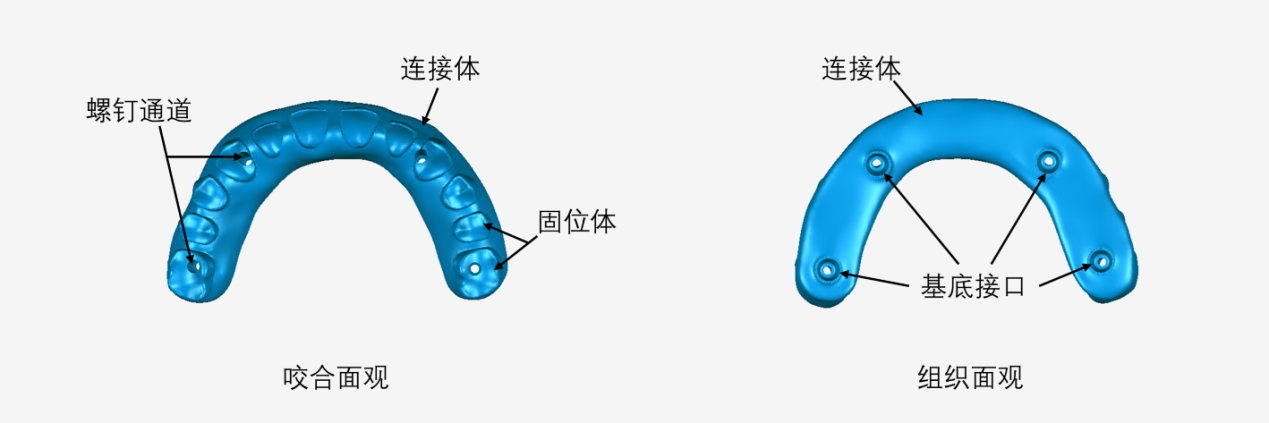 连接体
螺钉通道
固位体
咬合面观
连接体
基底接口
组织面观